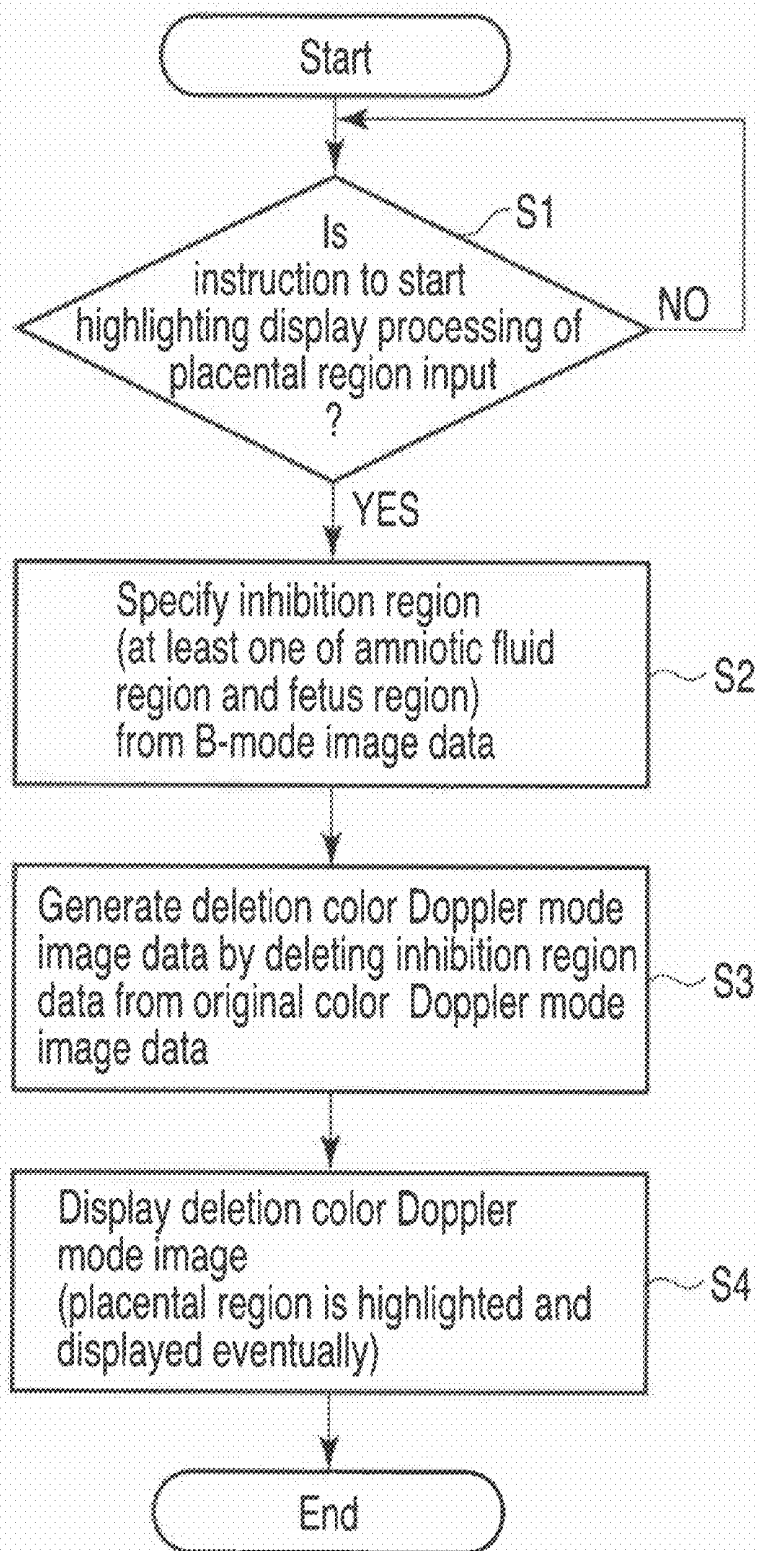 Start
S1
Is
instruction to start
highlighting display processing of
placental region input
?
NO
YES
Specify inhibition region
(at least one of amniotic fluid
region and fetus region)
from B-mode image data
S2
Generate deletion color Doppler mode
image data by deleting inhibition region
data from original color Doppler mode
image data
S3
Display deletion color Doppler
mode image
(placental region is highlighted and
displayed eventually)
S4
End